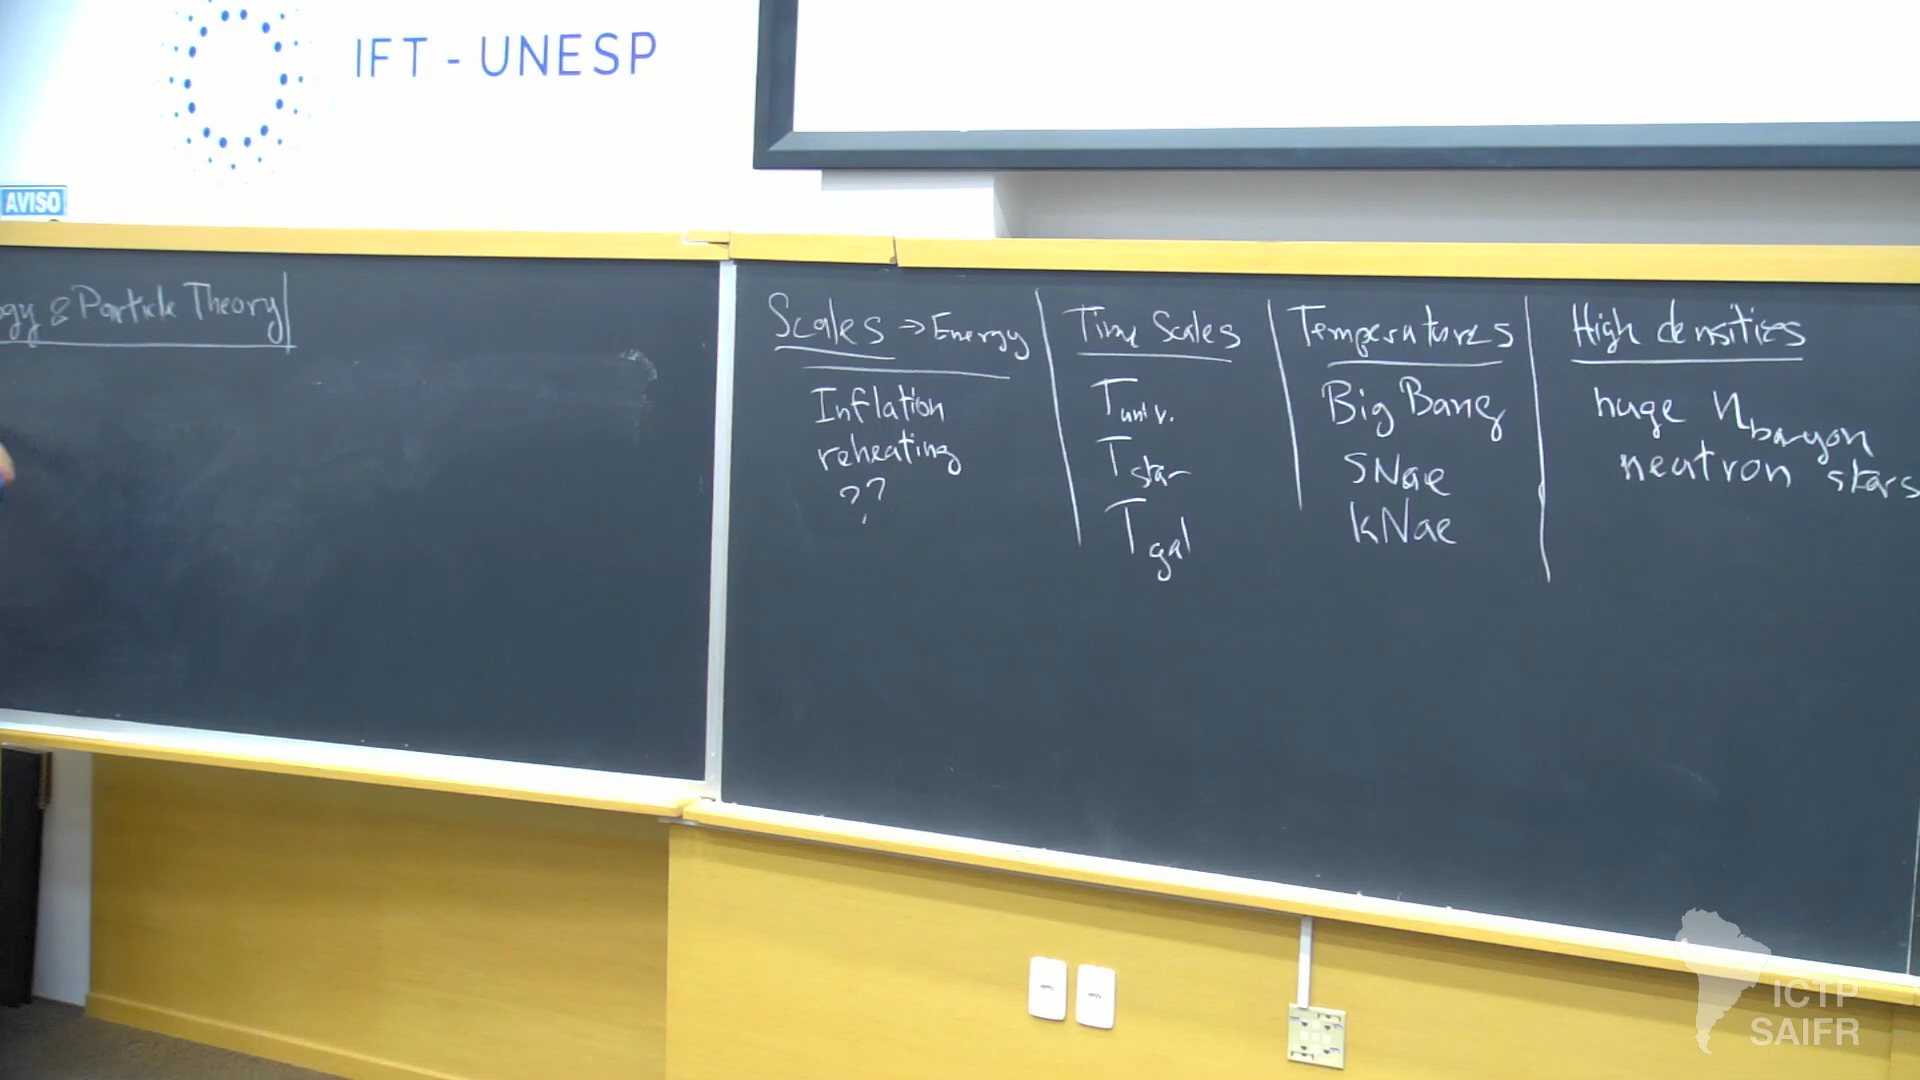 IFT - UNESP
AVISO
ogy & Particle Theory
Scales → Energy
Inflation
reheating
??
Time Scales
T univ.
T star
T gal
Temperatures
Big Bang
SNae
kNae
High densities
huge n baryon
neutron stars
ICTP
SAIFR